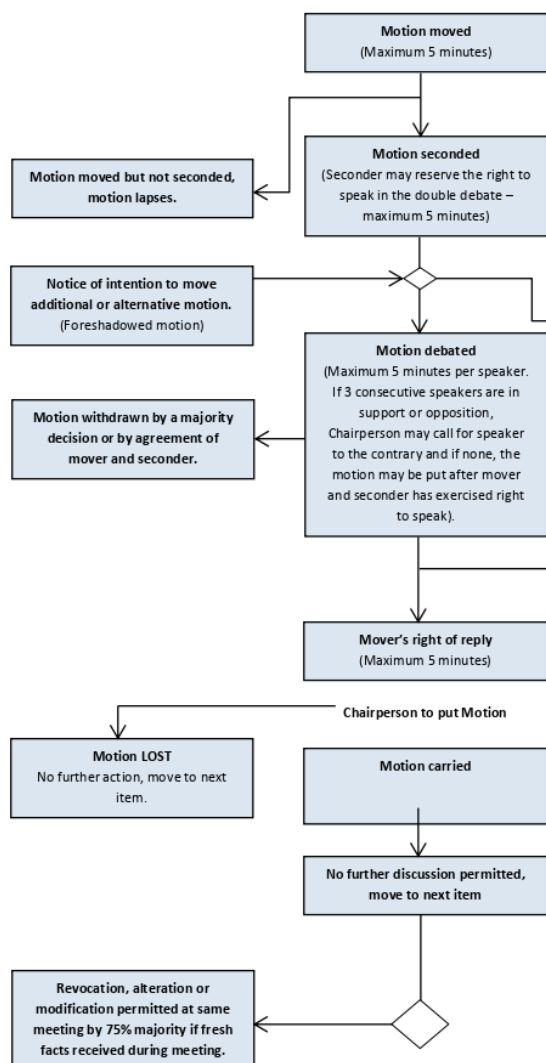 Motion moved
(Maximum 5 minutes)
Motion moved but not seconded,
motion lapses.
Motion seconded
(Seconder may reserve the right to
speak in the double debate –
maximum 5 minutes)
Notice of intention to move
additional or alternative motion.
(Foreshadowed motion)
Motion debated
(Maximum 5 minutes per speaker.
If 3 consecutive speakers are in
support or opposition,
Chairperson may call for speaker
to the contrary and if none, the
motion may be put after mover
and seconder has exercised right
to speak).
Motion withdrawn by a majority
decision or by agreement of
mover and seconder.
Mover's right of reply
(Maximum 5 minutes)
Chairperson to put Motion
Motion LOST
No further action, move to next
item.
Motion carried
No further discussion permitted,
move to next item
Revocation, alteration or
modification permitted at same
meeting by 75% majority if fresh
facts received during meeting.